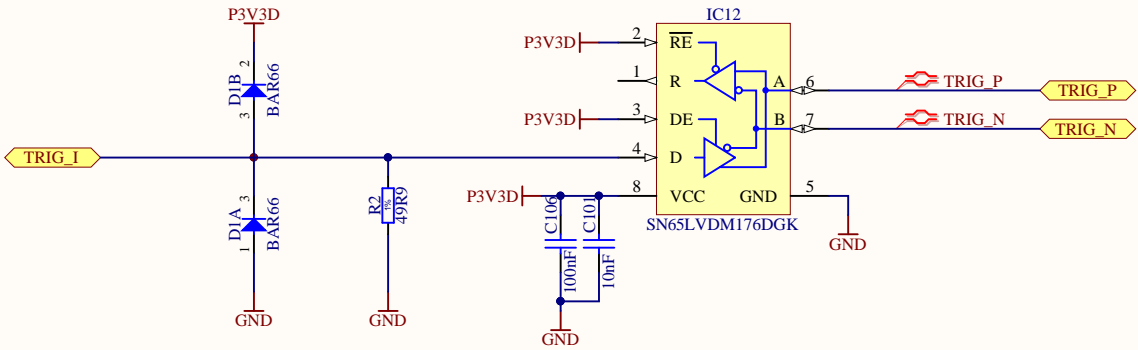 P3V3D
IC12
P3V3D
2
RE
1
R
A
6
TRIG_P
TRIG_P
P3V3D
3
DE
B
7
TRIG_N
TRIG_N
TRIG_I
4
D
P3V3D
8
VCC
GND
5
SN65LVDM176DGK
GND
2
D1B
BAR66
3
3
D1A
BAR66
1
GND
R2
1%
49R9
GND
C106
100nF
C101
10nF
GND